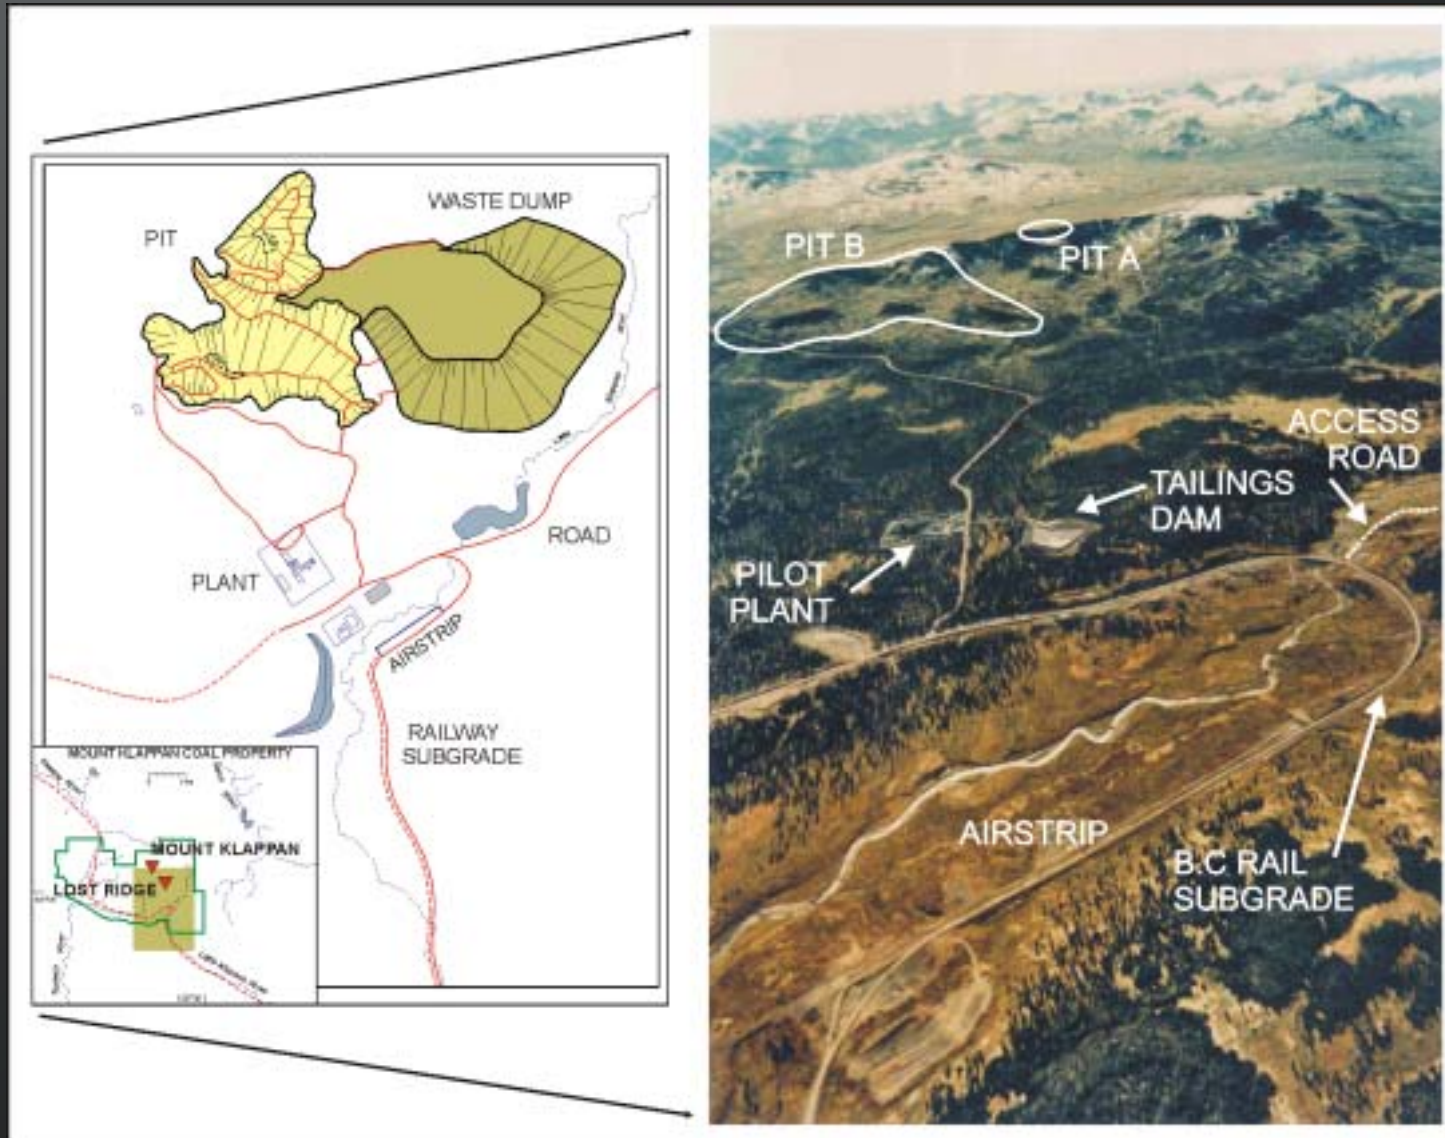 WASTE DUMP
PIT
ROAD
PLANT
AIRSTRIP
RAILWAY
SUBGRADE
MOUNT KLAPPAN COAL PROPERTY
MOUNT KLAPPAN
LOST RIDGE
PIT B
PIT A
ACCESS
ROAD
TAILINGS
DAM
PILOT
PLANT
AIRSTRIP
B.C RAIL
SUBGRADE